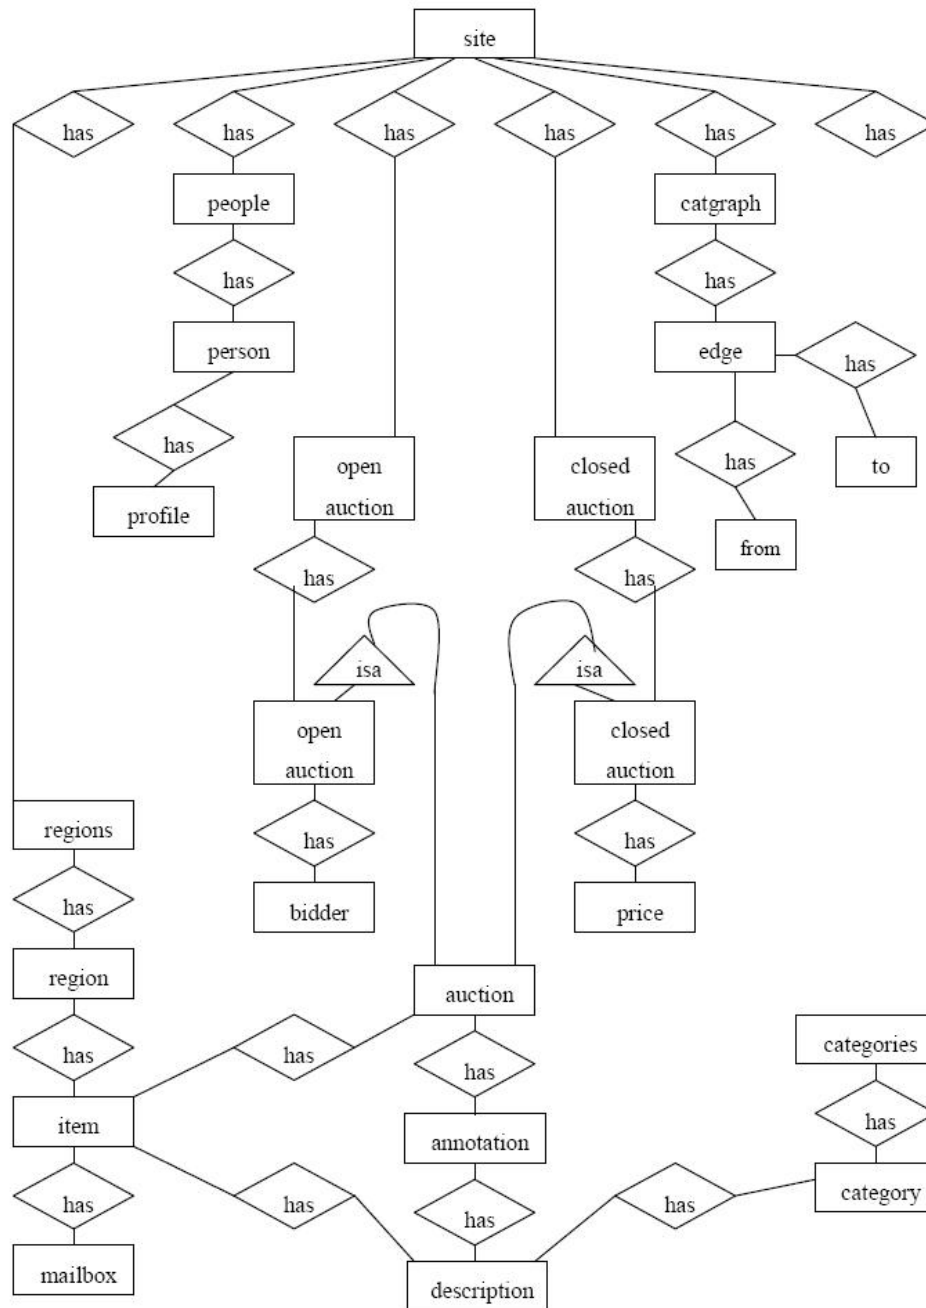 site
has has has has has has
people catgraph
has has
person edge
has
has
has
open closed to
auction auction
profile
from
has has
isa isa
open closed
auction auction
regions
has has
has
bidder price
region
auction
has has has
categories
item annotation
has
has has has has
category
mailbox
description